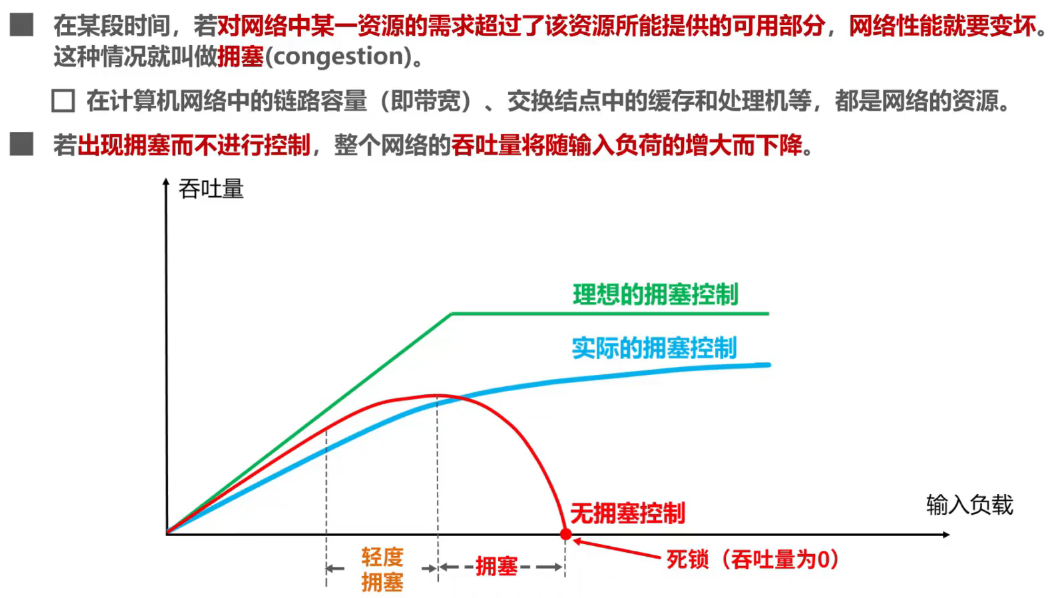 在某段时间，若对网络中某一资源的需求超过了该资源所能提供的可用部分，网络性能就要变坏。
这种情况就叫做拥塞(congestion)。
在计算机网络中的链路容量（即带宽）、交换结点中的缓存和处理机等，都是网络的资源。
若出现拥塞而不进行控制，整个网络的吞吐量将随输入负荷的增大而下降。
吞吐量
理想的拥塞控制
实际的拥塞控制
无拥塞控制
输入负载
轻度
拥塞
拥塞
死锁（吞吐量为0）